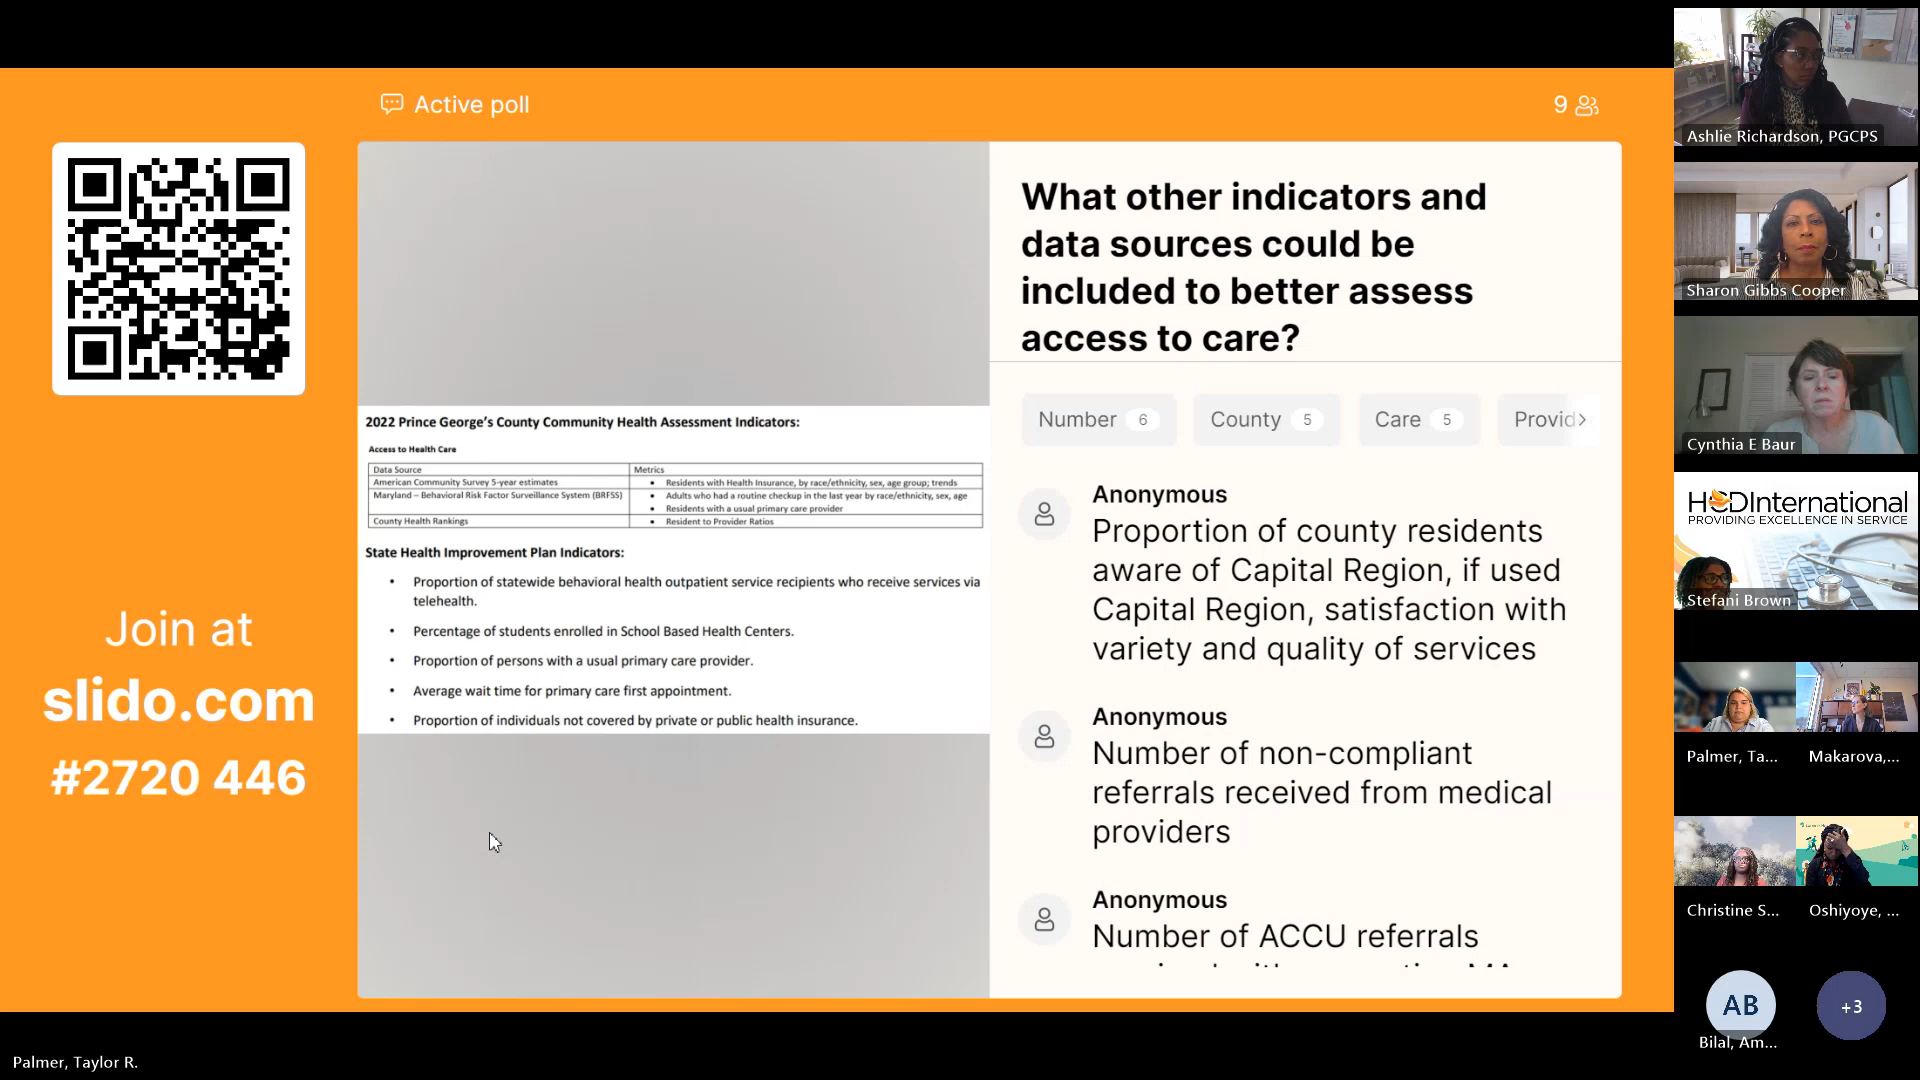 Active poll
9
Join at
slido.com
#2720 446
2022 Prince George's County Community Health Assessment Indicators:
Access to Health Care
Data Source Metrics
American Community Survey 5-year estimates • Residents with Health Insurance, by race/ethnicity, sex, age group; trends
Maryland – Behavioral Risk Factor Surveillance System (BRFSS) • Adults who had a routine checkup in the last year by race/ethnicity, sex, age
• Residents with a usual primary care provider
County Health Rankings • Resident to Provider Ratios
State Health Improvement Plan Indicators:
• Proportion of statewide behavioral health outpatient service recipients who receive services via
telehealth.
• Percentage of students enrolled in School Based Health Centers.
• Proportion of persons with a usual primary care provider.
• Average wait time for primary care first appointment.
• Proportion of individuals not covered by private or public health insurance.
What other indicators and
data sources could be
included to better assess
access to care?
Number 6 County 5 Care 5 Provid
Anonymous
Proportion of county residents
aware of Capital Region, if used
Capital Region, satisfaction with
variety and quality of services
Anonymous
Number of non-compliant
referrals received from medical
providers
Anonymous
Number of ACCU referrals
Ashlie Richardson, PGCPS
Sharon Gibbs Cooper
Cynthia E Baur
HCDInternational
PROVIDING EXCELLENCE IN SERVICE
Stefani Brown
Palmer, Ta...
Makarova,...
Christine S...
Oshiyoye, ...
AB
Bilal, Am...
+3
Palmer, Taylor R.